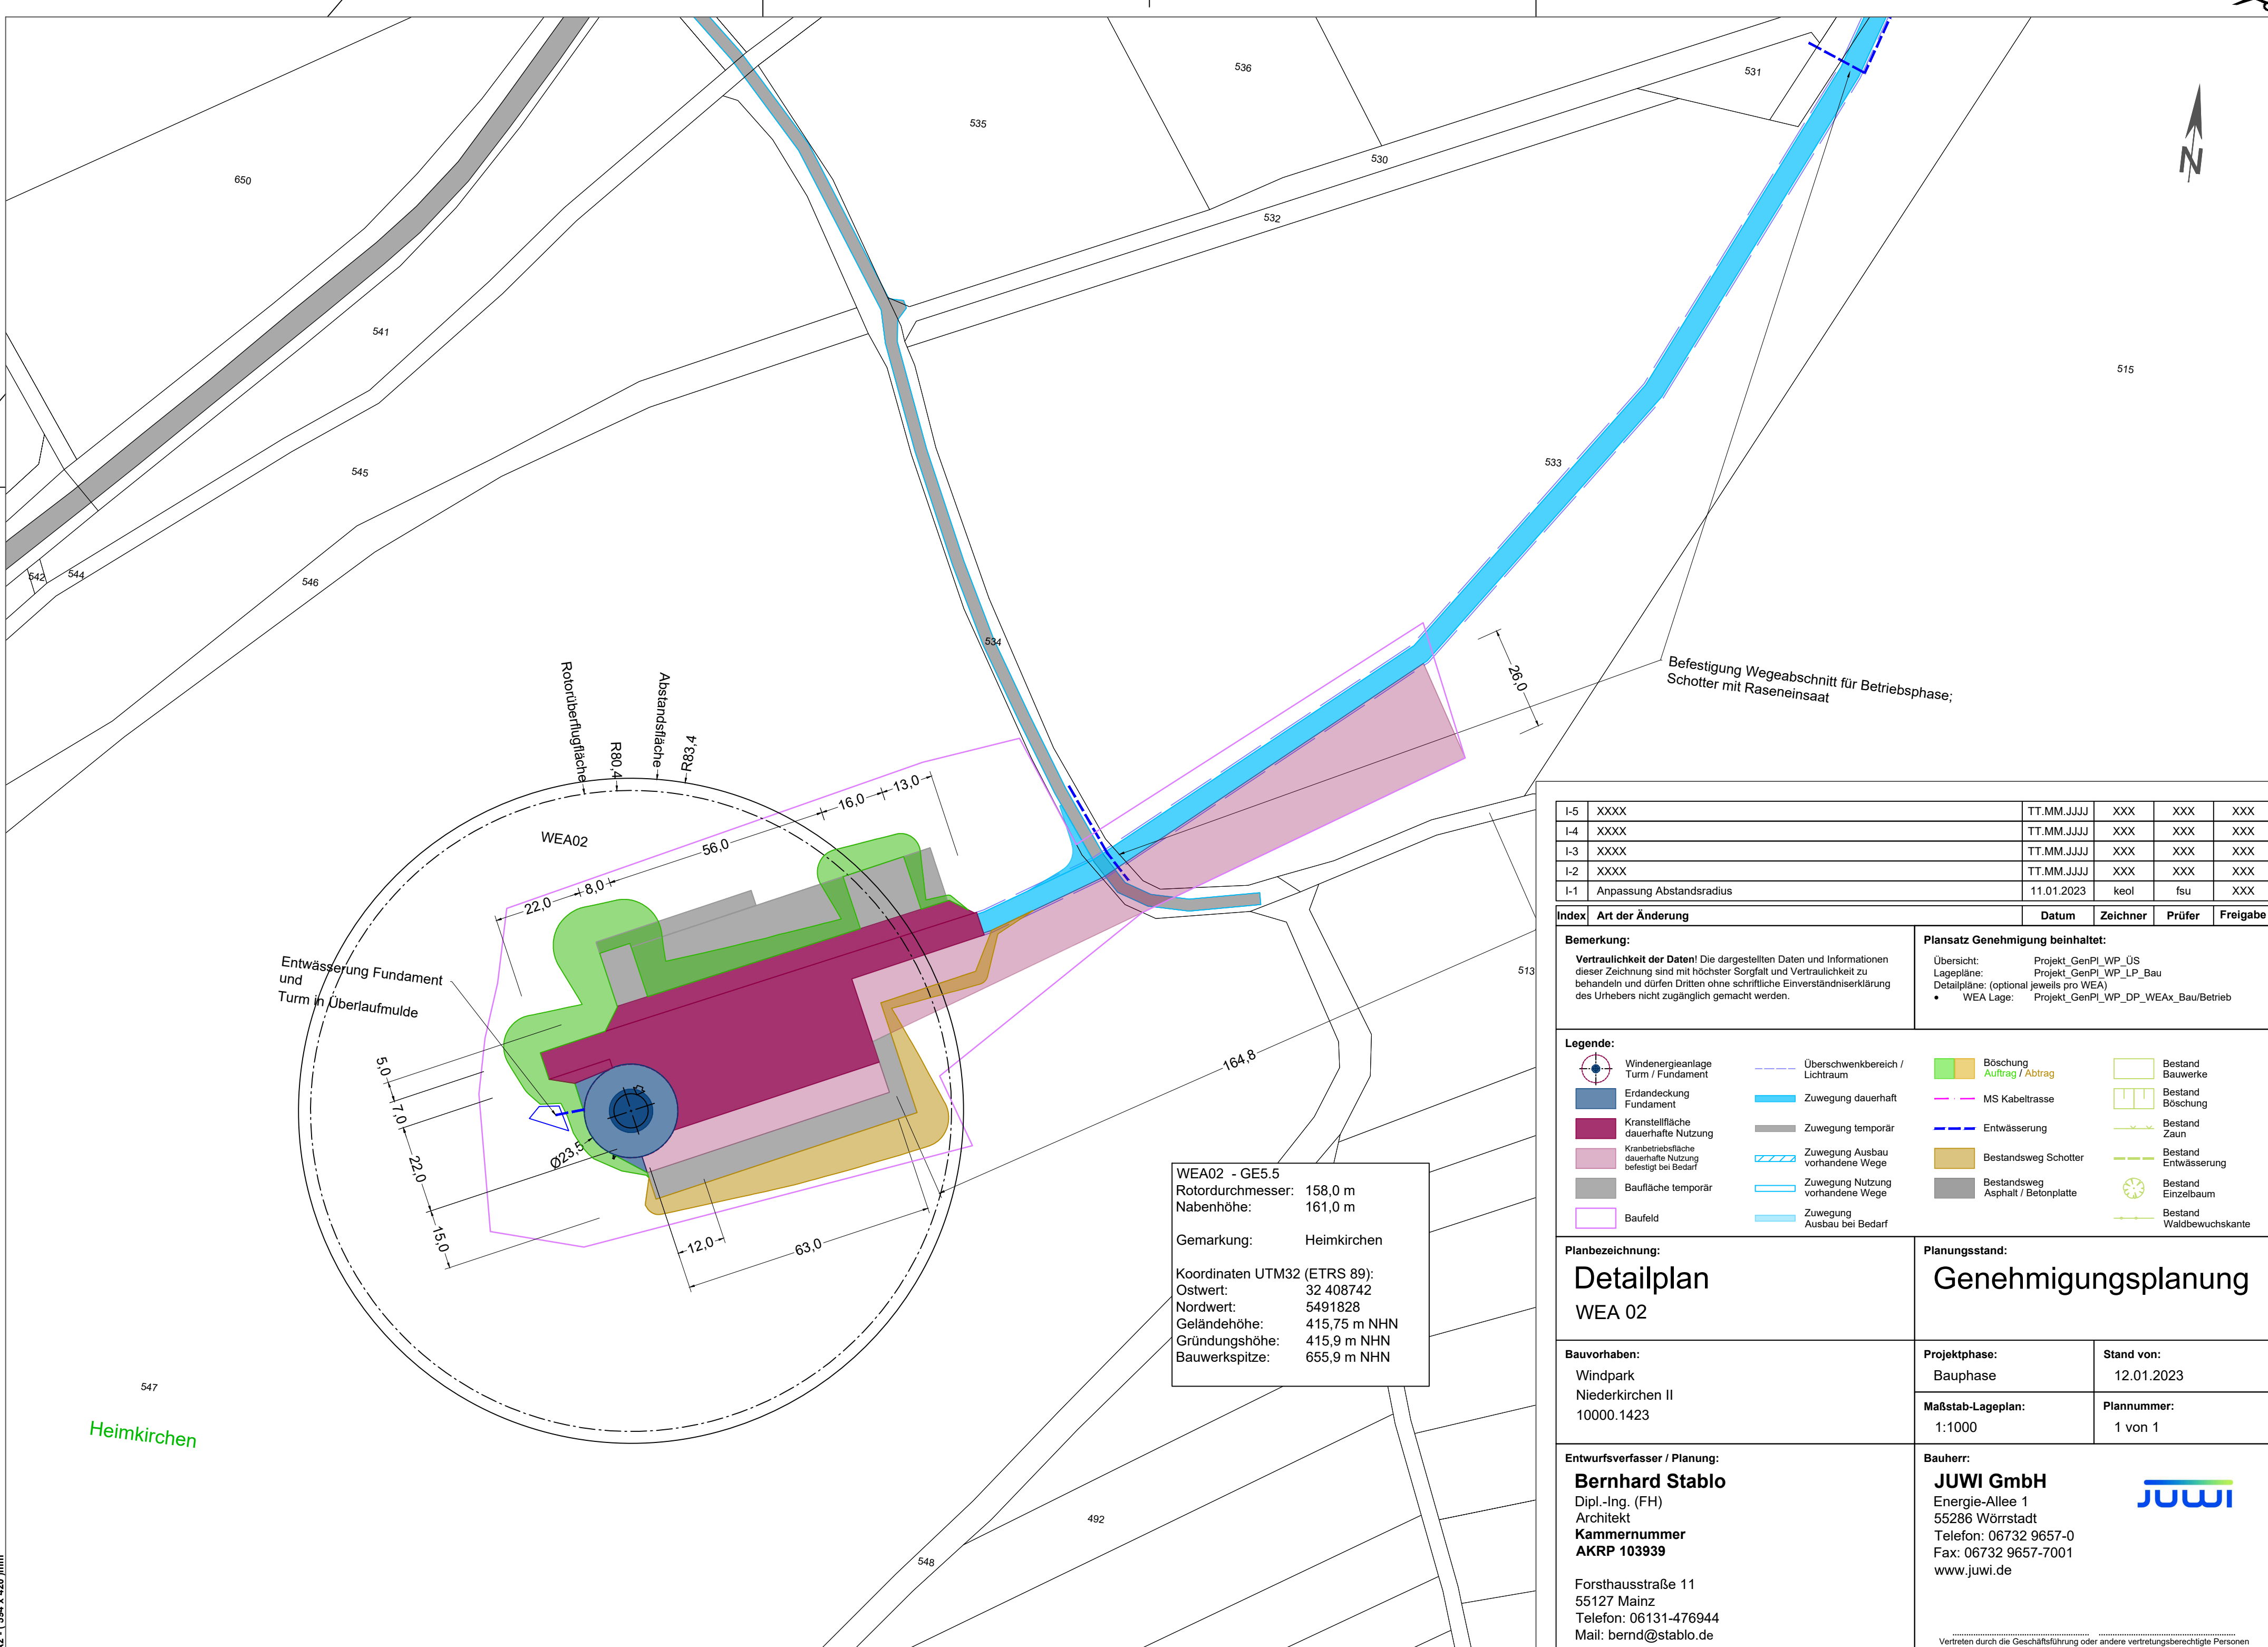 650
535
536
531
530
532
541
515
545
533
542
544
546
534
26,0
Befestigung Wegeabschnitt für Betriebsphase;
Schotter mit Raseneinsaat
Rotorüberflugfläche
R80,4
Abstandsfläche
R83,4
WEA02
22,0
8,0
56,0
16,0
13,0
Entwässerung Fundament
und
Turm in Überlaufmulde
5,0
7,0
22,0
15,0
Ø23,5
12,0
63,0
164,8
513
547
Heimkirchen
492
548
N
WEA02 - GE5.5
Rotordurchmesser: 158,0 m
Nabenhöhe: 161,0 m
Gemarkung: Heimkirchen
Koordinaten UTM32 (ETRS 89):
Ostwert: 32 408742
Nordwert: 5491828
Geländehöhe: 415,75 m NHN
Gründungshöhe: 415,9 m NHN
Bauwerkspitze: 655,9 m NHN
I-5 XXXX TT.MM.JJJJ XXX XXX XXX
I-4 XXXX TT.MM.JJJJ XXX XXX XXX
I-3 XXXX TT.MM.JJJJ XXX XXX XXX
I-2 XXXX TT.MM.JJJJ XXX XXX XXX
I-1 Anpassung Abstandsradius 11.01.2023 keol fsu XXX
Index Art der Änderung Datum Zeichner Prüfer Freigabe
Bemerkung:
Vertraulichkeit der Daten! Die dargestellten Daten und Informationen
dieser Zeichnung sind mit höchster Sorgfalt und Vertraulichkeit zu
behandeln und dürfen Dritten ohne schriftliche Einverständniserklärung
des Urhebers nicht zugänglich gemacht werden.
Plansatz Genehmigung beinhaltet:
Übersicht: Projekt_GenPl_WP_ÜS
Lagepläne: Projekt_GenPl_WP_LP_Bau
Detailpläne: (optional jeweils pro WEA)
• WEA Lage: Projekt_GenPl_WP_DP_WEAx_Bau/Betrieb
Legende:
Windenergieanlage
Turm / Fundament
Erdandeckung
Fundament
Kranstellfläche
dauerhafte Nutzung
Kranbetriebsfläche
dauerhafte Nutzung
befestigt bei Bedarf
Baufläche temporär
Baufeld
Überschwenkbereich /
Lichtraum
Zuwegung dauerhaft
Zuwegung temporär
Zuwegung Ausbau
vorhandene Wege
Zuwegung Nutzung
vorhandene Wege
Zuwegung
Ausbau bei Bedarf
Böschung
Auftrag / Abtrag
MS Kabeltrasse
Entwässerung
Bestandsweg Schotter
Bestandsweg
Asphalt / Betonplatte
Bestand
Bauwerke
Bestand
Böschung
Bestand
Zaun
Bestand
Entwässerung
Bestand
Einzelbaum
Bestand
Waldbewuchskante
Planbezeichnung:
Detailplan
WEA 02
Planungsstand:
Genehmigungsplanung
Bauvorhaben:
Windpark
Niederkirchen II
10000.1423
Projektphase:
Bauphase
Stand von:
12.01.2023
Maßstab-Lageplan:
1:1000
Plannummer:
1 von 1
Entwurfsverfasser / Planung:
Bernhard Stablo
Dipl.-Ing. (FH)
Architekt
Kammernummer
AKRP 103939
Forsthausstraße 11
55127 Mainz
Telefon: 06131-476944
Mail: bernd@stablo.de
Bauherr:
JUWI GmbH
Energie-Allee 1
55286 Wörrstadt
Telefon: 06732 9657-0
Fax: 06732 9657-7001
www.juwi.de
JUWI
Vertreten durch die Geschäftsführung oder andere vertretungsberechtigte Personen